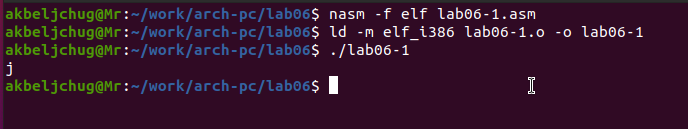 akbeljchug@Mr:~/work/arch-pc/lab06$ nasm -f elf lab06-1.asm
akbeljchug@Mr:~/work/arch-pc/lab06$ ld -m elf_i386 lab06-1.o -o lab06-1
akbeljchug@Mr:~/work/arch-pc/lab06$ ./lab06-1
j
akbeljchug@Mr:~/work/arch-pc/lab06$